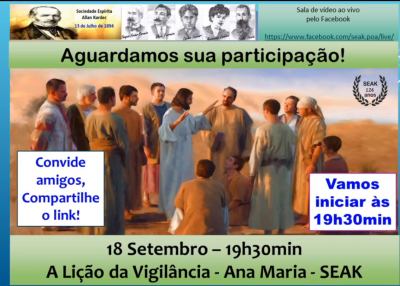 Sociedade Espírita
Allan Kardec
13 de Julho de 1894
Sala de vídeo ao vivo
pelo Facebook
https://www.facebook.com/seak.poa/live/
Aguardamos sua participação!
SEAK
126
anos
Convide
amigos,
Compartilhe
o link!
Vamos
iniciar às
19h30min
18 Setembro – 19h30min
A Lição da Vigilância - Ana Maria - SEAK